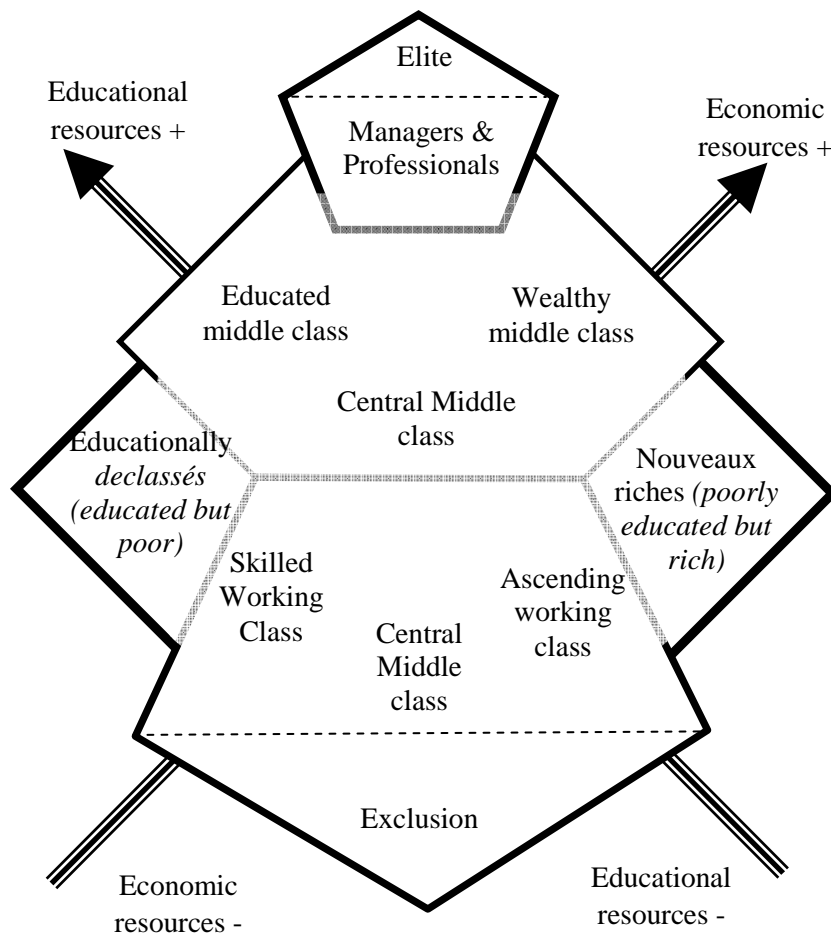 Elite
Educational
resources +
Economic
resources +
Managers &
Professionals
Educated
middle class
Wealthy
middle class
Central Middle
class
Educationally
declassés
(educated but
poor)
Nouveaux
riches (poorly
educated but
rich)
Skilled
Working
Class
Ascending
working
class
Central
Middle
class
Exclusion
Economic
resources -
Educational
resources -